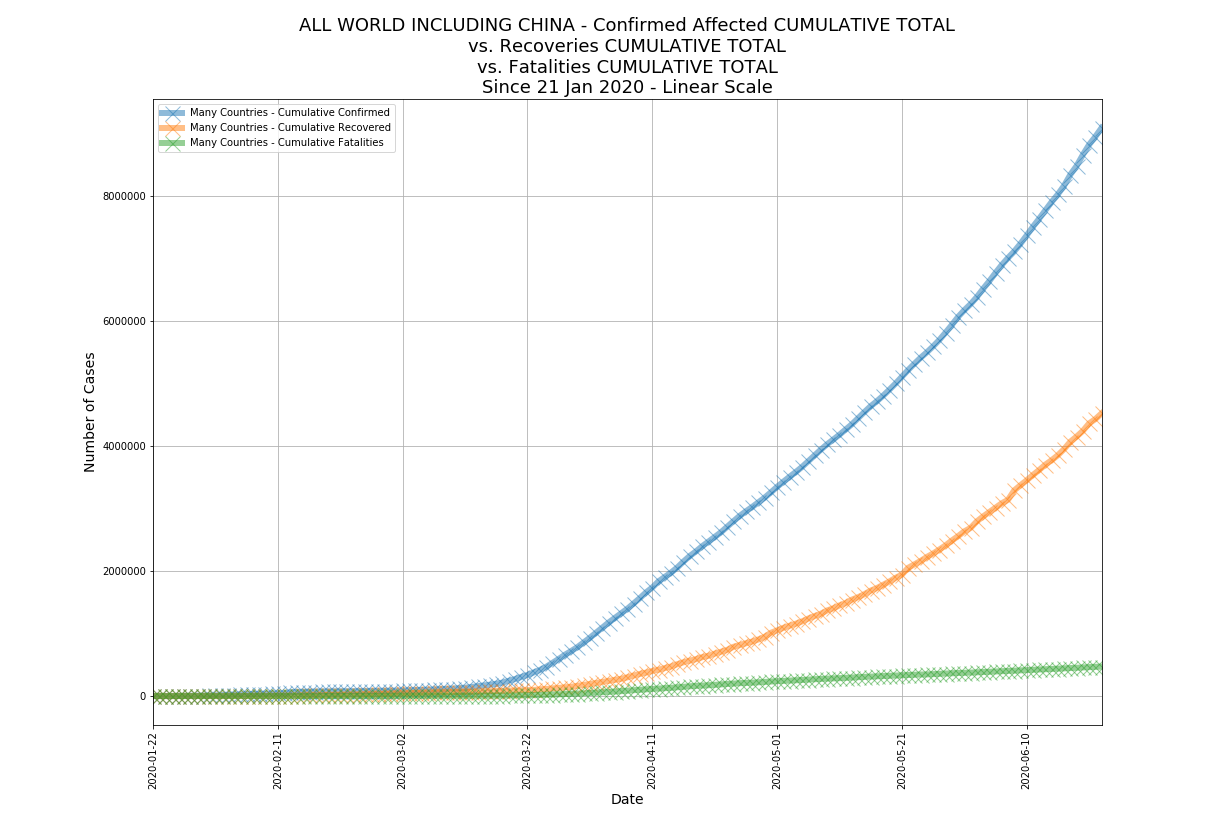 ALL WORLD INCLUDING CHINA - Confirmed Affected CUMULATIVE TOTAL
vs. Recoveries CUMULATIVE TOTAL
vs. Fatalities CUMULATIVE TOTAL
Since 21 Jan 2020 - Linear Scale
Many Countries - Cumulative Confirmed
Many Countries - Cumulative Recovered
Many Countries - Cumulative Fatalities
Number of Cases
8000000
6000000
4000000
2000000
0
2020-01-22
2020-02-11
2020-03-02
2020-03-22
2020-04-11
2020-05-01
2020-05-21
2020-06-10
Date